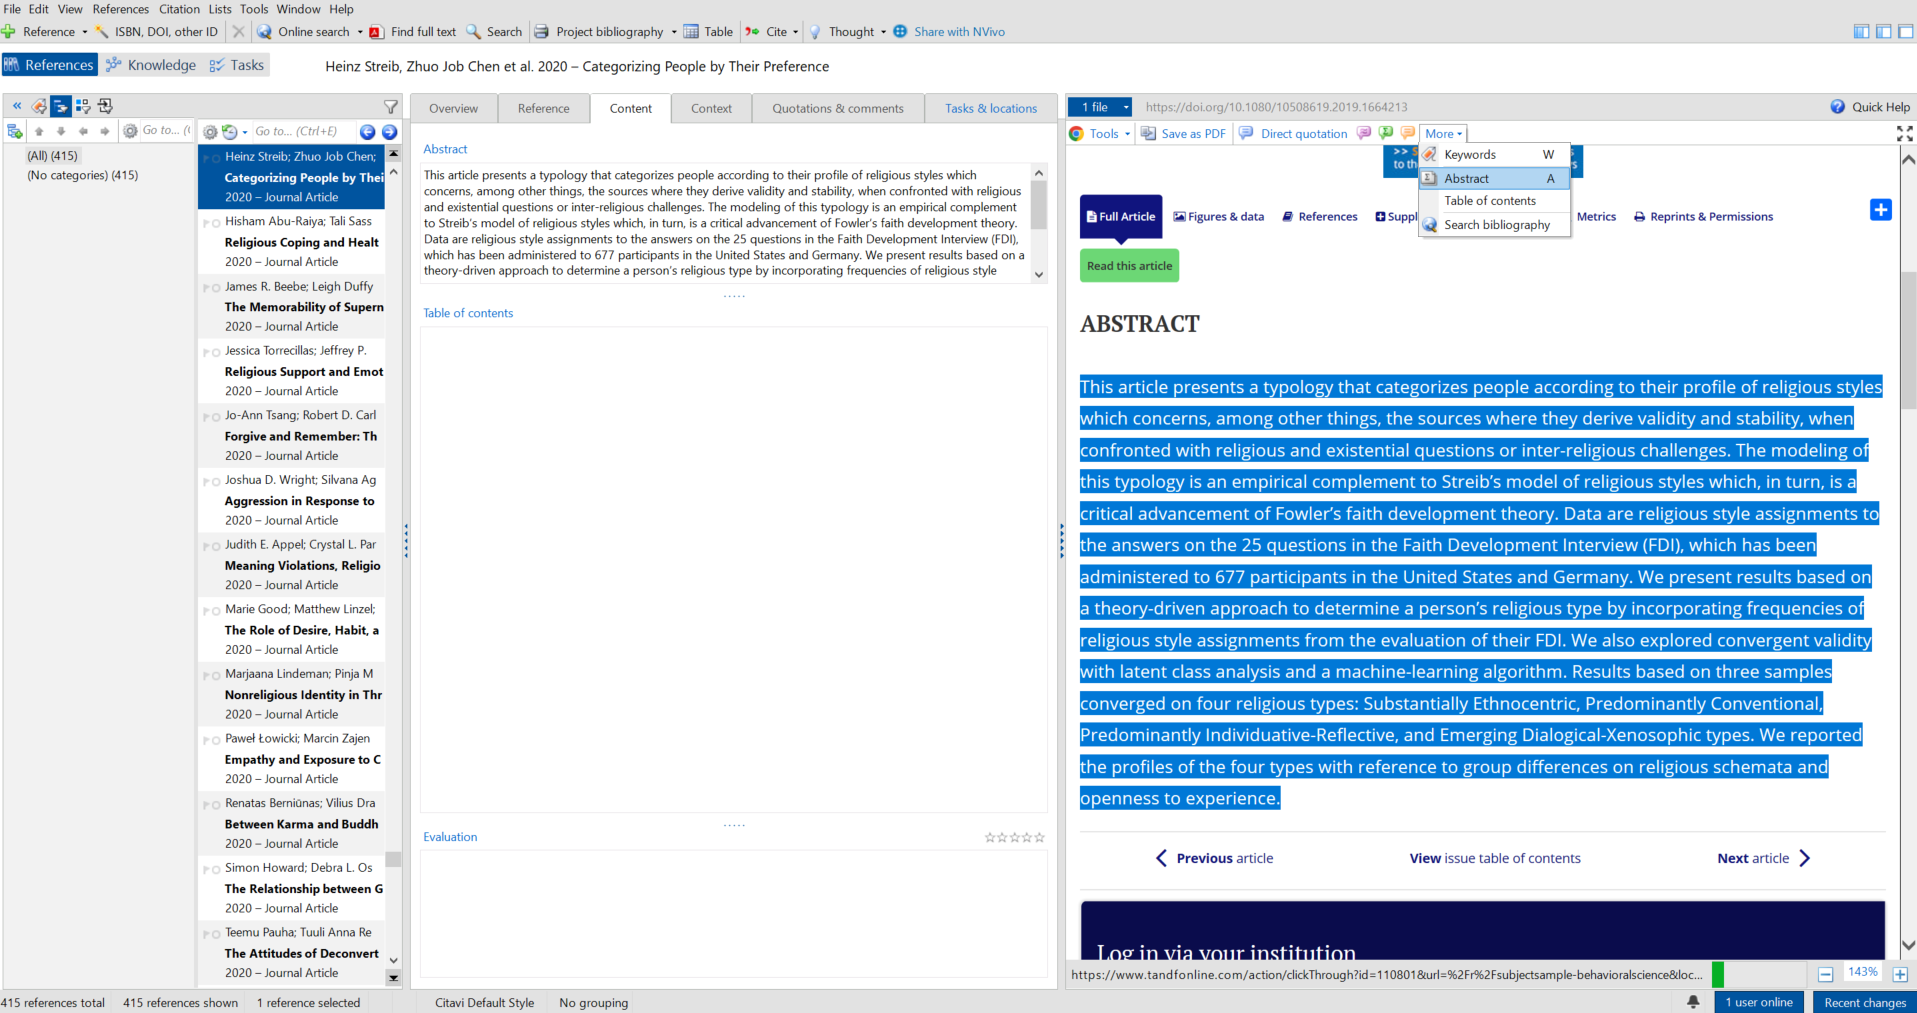 File Edit View References Citation Lists Tools Window Help
Reference ISBN, DOI, other ID Online search Find full text Search Project bibliography Table Cite Thought Share with NVivo
References Knowledge Tasks Heinz Streib, Zhuo Job Chen et al. 2020 – Categorizing People by Their Preference
Go to... (
Go to... (Ctrl+E)
(All) (415)
(No categories) (415)
Heinz Streib; Zhuo Job Chen;
Categorizing People by Thei
2020 – Journal Article
Hisham Abu-Raiya; Tali Sass
Religious Coping and Healt
2020 – Journal Article
James R. Beebe; Leigh Duffy
The Memorability of Supern
2020 – Journal Article
Jessica Torrecillas; Jeffrey P.
Religious Support and Emot
2020 – Journal Article
Jo-Ann Tsang; Robert D. Carl
Forgive and Remember: Th
2020 – Journal Article
Joshua D. Wright; Silvana Ag
Aggression in Response to
2020 – Journal Article
Judith E. Appel; Crystal L. Par
Meaning Violations, Religio
2020 – Journal Article
Marie Good; Matthew Linzel;
The Role of Desire, Habit, a
2020 – Journal Article
Marjaana Lindeman; Pinja M
Nonreligious Identity in Thr
2020 – Journal Article
Paweł Łowicki; Marcin Zajen
Empathy and Exposure to C
2020 – Journal Article
Renatas Berniūnas; Vilius Dra
Between Karma and Buddh
2020 – Journal Article
Simon Howard; Debra L. Os
The Relationship between G
2020 – Journal Article
Teemu Pauha; Tuuli Anna Re
The Attitudes of Deconvert
2020 – Journal Article
Overview Reference Content Context Quotations & comments Tasks & locations
Abstract
This article presents a typology that categorizes people according to their profile of religious styles which
concerns, among other things, the sources where they derive validity and stability, when confronted with religious
and existential questions or inter-religious challenges. The modeling of this typology is an empirical complement
to Streib's model of religious styles which, in turn, is a critical advancement of Fowler's faith development theory.
Data are religious style assignments to the answers on the 25 questions in the Faith Development Interview (FDI),
which has been administered to 677 participants in the United States and Germany. We present results based on a
theory-driven approach to determine a person's religious type by incorporating frequencies of religious style
Table of contents
Evaluation
1 file https://doi.org/10.1080/10508619.2019.1664213 Quick Help
Tools Save as PDF Direct quotation More
>> S
to th
s
Keywords W
Abstract A
Table of contents
Search bibliography
Full Article Figures & data References Suppl Metrics Reprints & Permissions
Read this article
ABSTRACT
This article presents a typology that categorizes people according to their profile of religious styles
which concerns, among other things, the sources where they derive validity and stability, when
confronted with religious and existential questions or inter-religious challenges. The modeling of
this typology is an empirical complement to Streib's model of religious styles which, in turn, is a
critical advancement of Fowler's faith development theory. Data are religious style assignments to
the answers on the 25 questions in the Faith Development Interview (FDI), which has been
administered to 677 participants in the United States and Germany. We present results based on
a theory-driven approach to determine a person's religious type by incorporating frequencies of
religious style assignments from the evaluation of their FDI. We also explored convergent validity
with latent class analysis and a machine-learning algorithm. Results based on three samples
converged on four religious types: Substantially Ethnocentric, Predominantly Conventional,
Predominantly Individuative-Reflective, and Emerging Dialogical-Xenosophic types. We reported
the profiles of the four types with reference to group differences on religious schemata and
openness to experience.
Previous article View issue table of contents Next article
Log in via your institution
https://www.tandfonline.com/action/clickThrough?id=110801&url=%2Fr%2Fsubjectsample-behavioralscience&loc... 143%
415 references total 415 references shown 1 reference selected Citavi Default Style No grouping 1 user online Recent changes